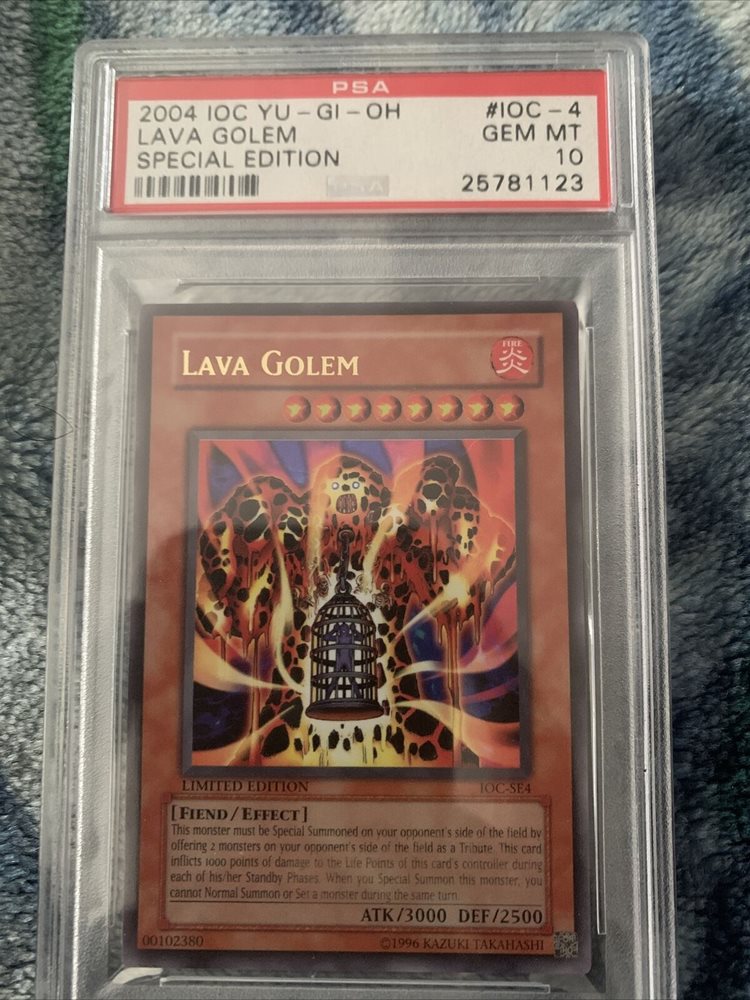 PSA
2004 IOC YU-GI-OH #IOC-4
LAVA GOLEM GEM MT
SPECIAL EDITION 10
PSA 25781123
LAVA GOLEM
FIRE
炎
LIMITED EDITION IOC-SE4
[FIEND/EFFECT]
This monster must be Special Summoned on your opponent's side of the field by
offering 2 monsters on your opponent's side of the field as a Tribute. This card
inflicts 1000 points of damage to the Life Points of this card's controller during
each of his/her Standby Phases. When you Special Summon this monster, you
cannot Normal Summon or Set a monster during the same turn.
ATK/3000 DEF/2500
00102380 ©1996 KAZUKI TAKAHASHI